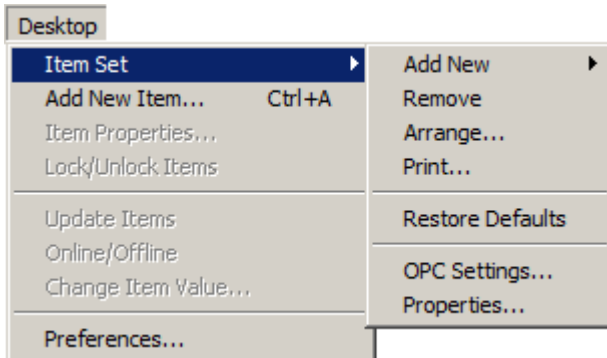 Desktop
Item Set
Add New Item... Ctrl+A
Item Properties...
Lock/Unlock Items
Update Items
Online/Offline
Change Item Value...
Preferences...
Add New
Remove
Arrange...
Print...
Restore Defaults
OPC Settings...
Properties...